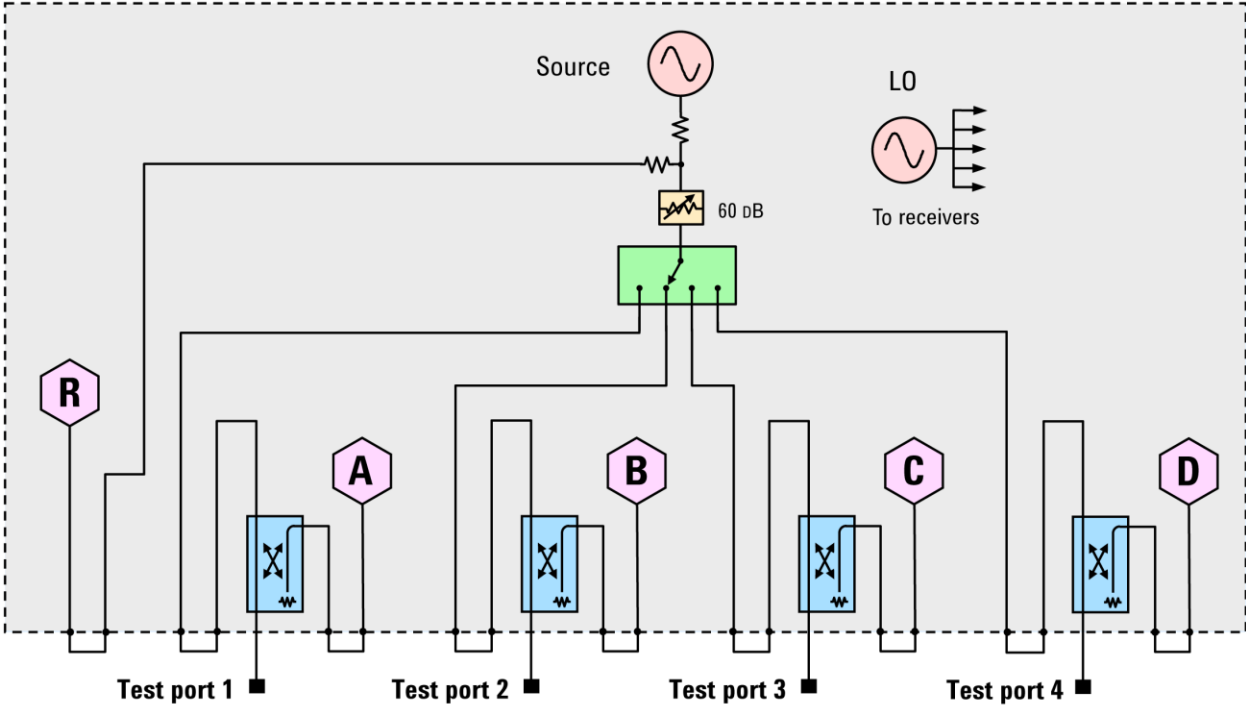 Source
LO
60 DB
To receivers
R
A
B
C
D
Test port 1
Test port 2
Test port 3
Test port 4